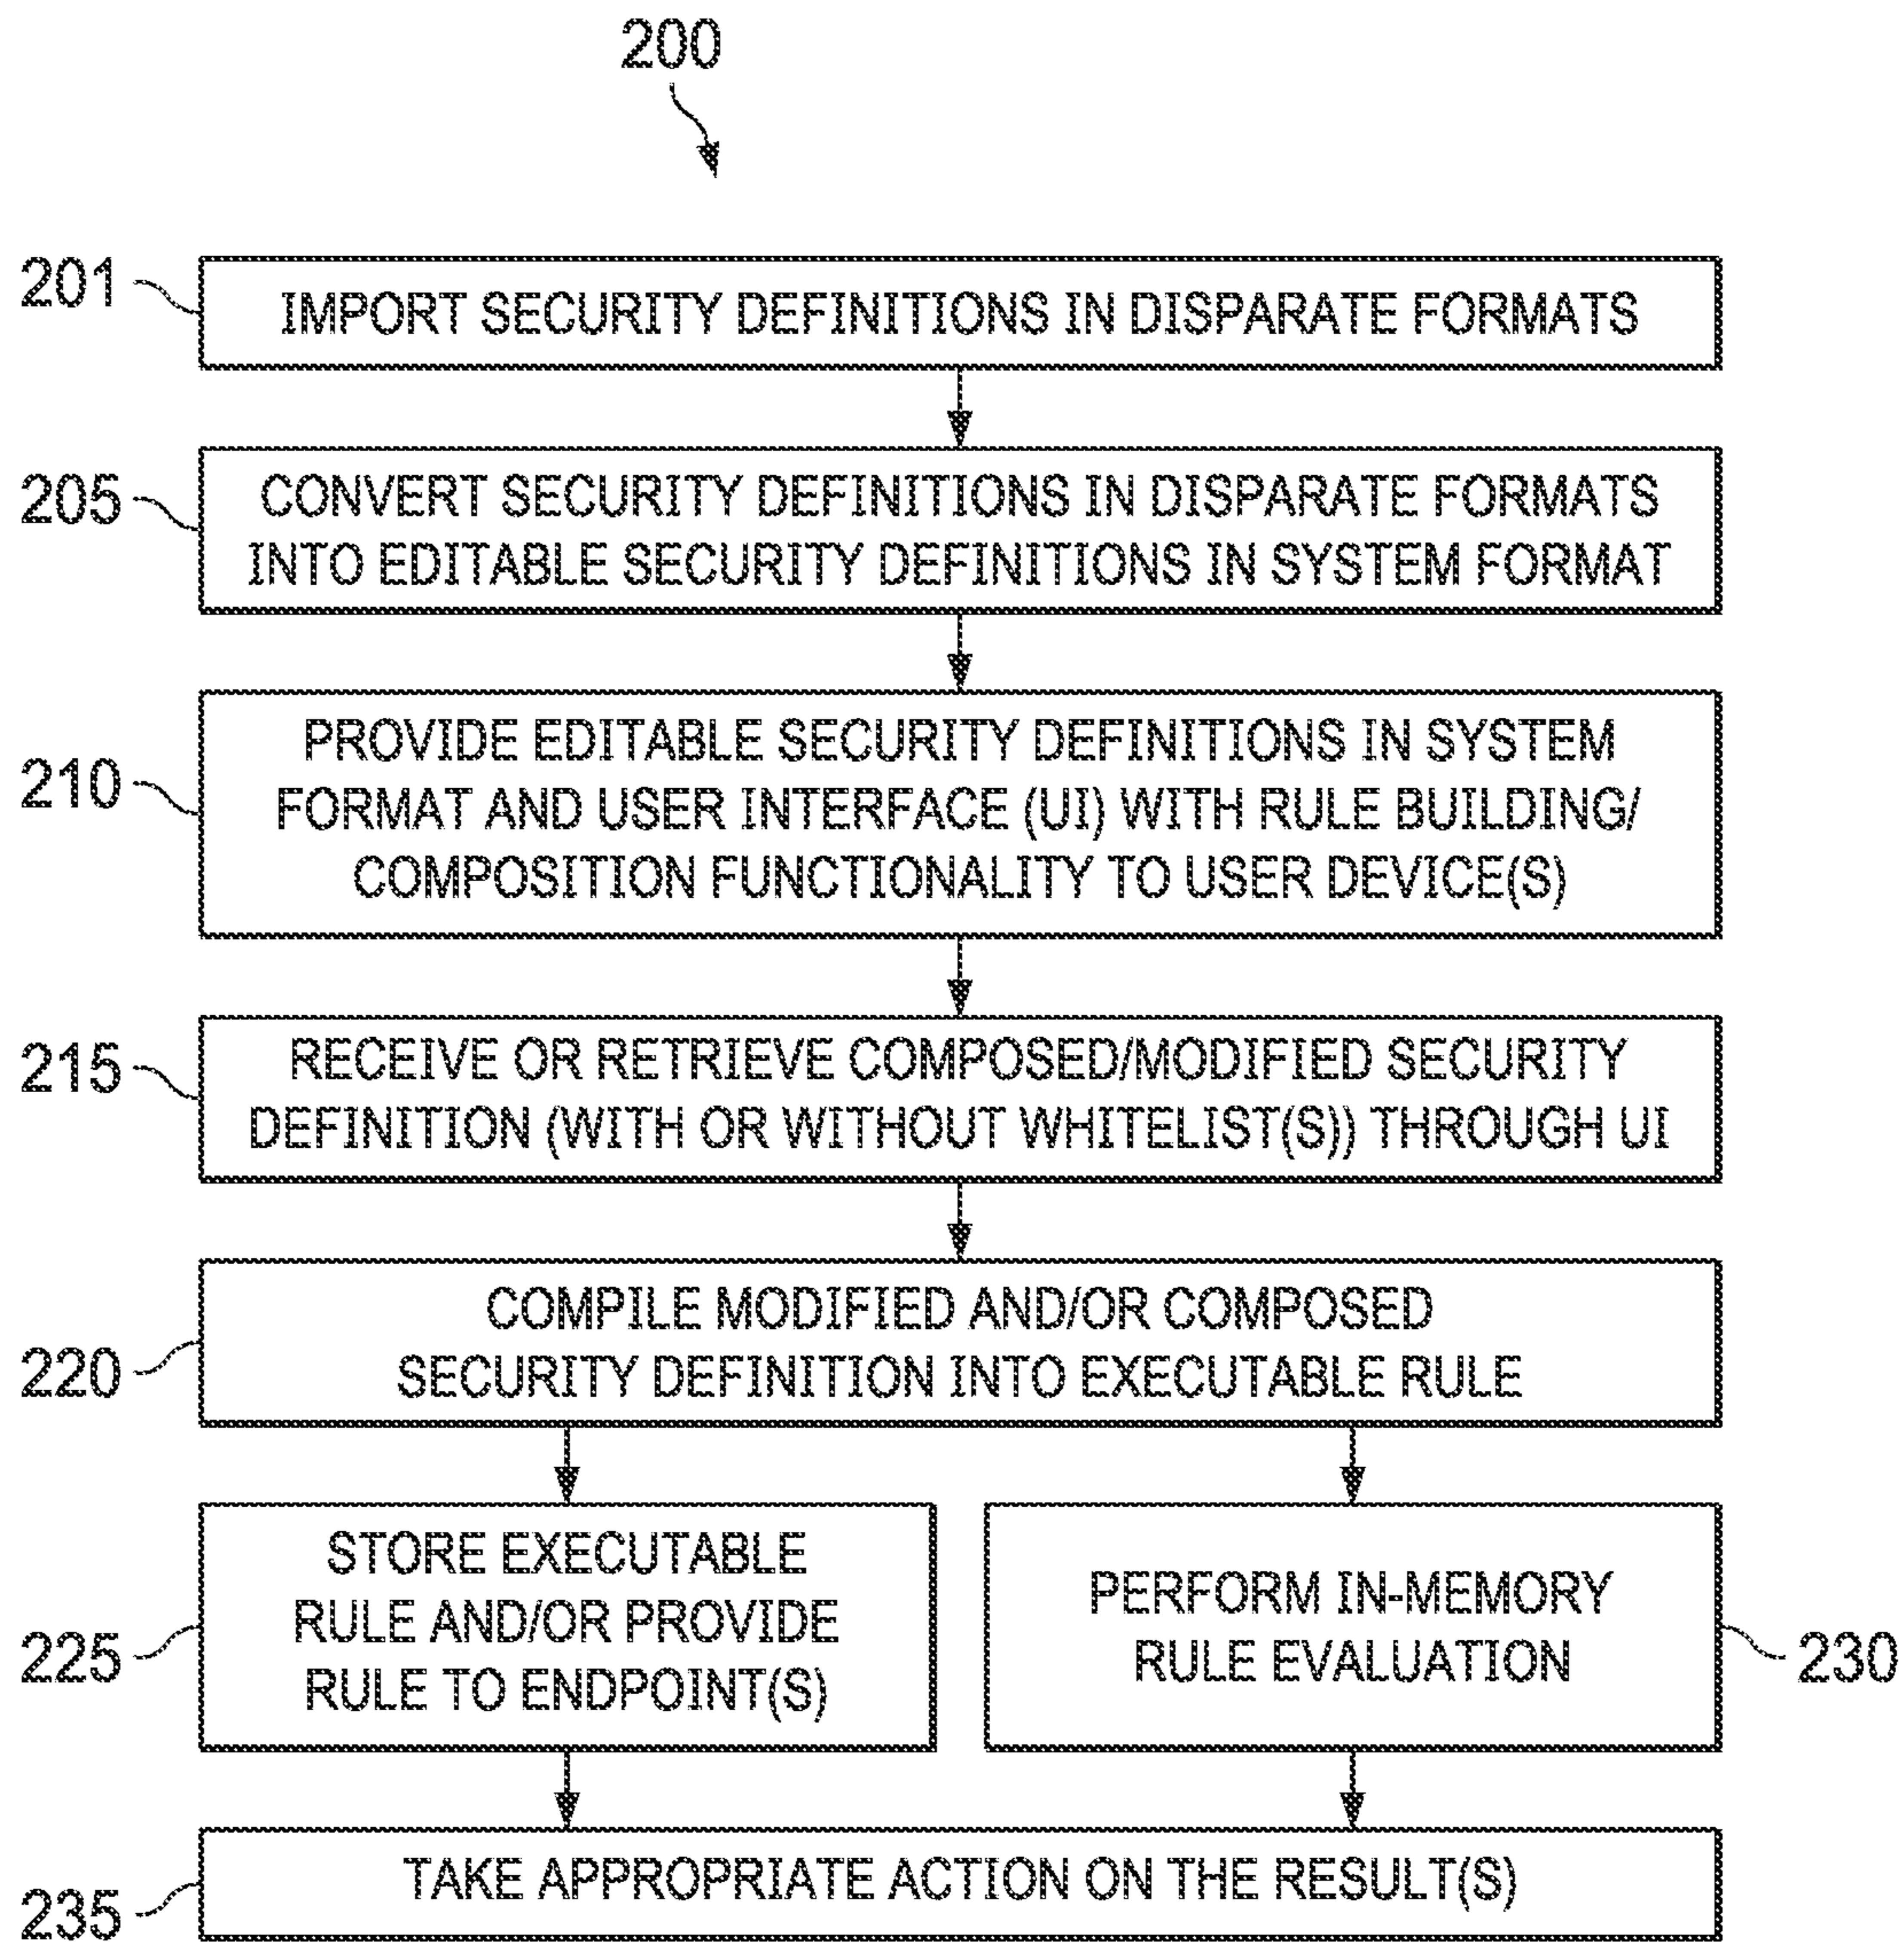 200
201
IMPORT SECURITY DEFINITIONS IN DISPARATE FORMATS
205
CONVERT SECURITY DEFINITIONS IN DISPARATE FORMATS
INTO EDITABLE SECURITY DEFINITIONS IN SYSTEM FORMAT
210
PROVIDE EDITABLE SECURITY DEFINITIONS IN SYSTEM
FORMAT AND USER INTERFACE (UI) WITH RULE BUILDING/
COMPOSITION FUNCTIONALITY TO USER DEVICE(S)
215
RECEIVE OR RETRIEVE COMPOSED/MODIFIED SECURITY
DEFINITION (WITH OR WITHOUT WHITELIST(S)) THROUGH UI
220
COMPILE MODIFIED AND/OR COMPOSED
SECURITY DEFINITION INTO EXECUTABLE RULE
225
STORE EXECUTABLE
RULE AND/OR PROVIDE
RULE TO ENDPOINT(S)
PERFORM IN-MEMORY
RULE EVALUATION
230
235
TAKE APPROPRIATE ACTION ON THE RESULT(S)